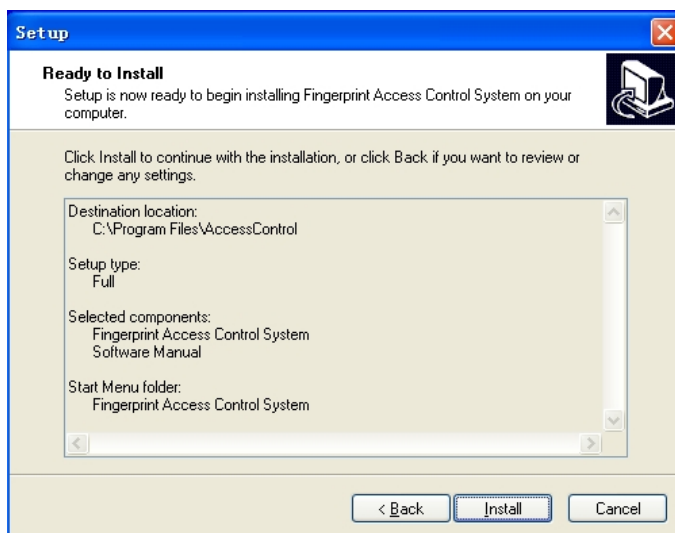 Setup
Ready to Install
Setup is now ready to begin installing Fingerprint Access Control System on your
computer.
Click Install to continue with the installation, or click Back if you want to review or
change any settings.
Destination location:
C:\Program Files\AccessControl
Setup type:
Full
Selected components:
Fingerprint Access Control System
Software Manual
Start Menu folder:
Fingerprint Access Control System
< Back
Install
Cancel